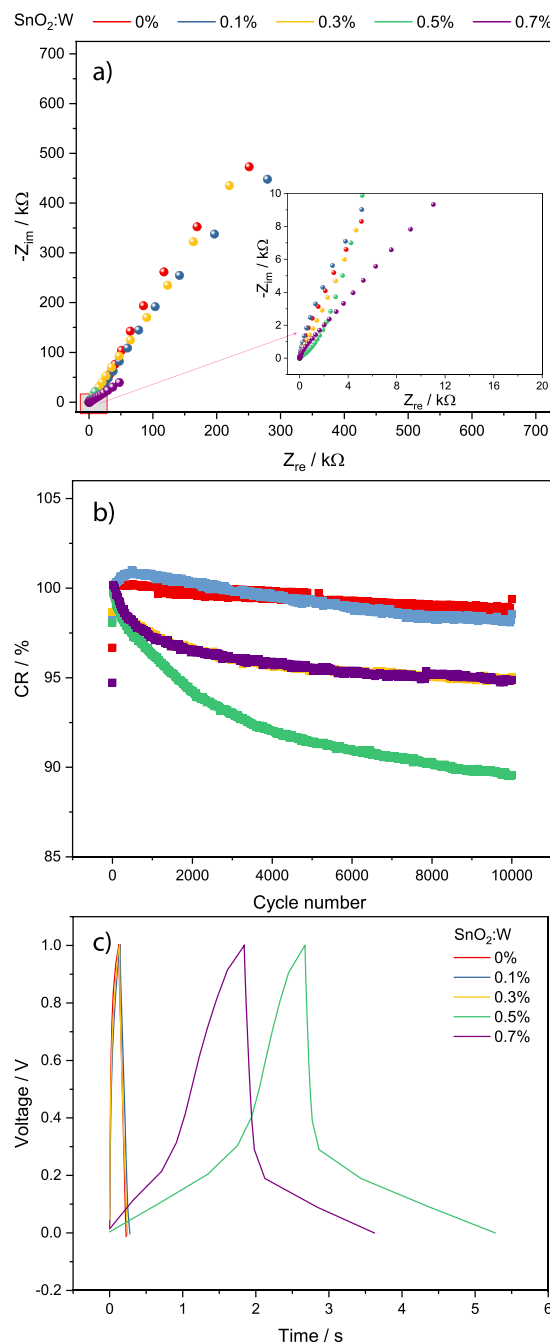 SnO₂:W 0% 0.1% 0.3% 0.5% 0.7%
a)
700
600
500
400
300
200
100
0
-Z_im / kΩ
0 100 200 300 400 500 600 700
Z_re / kΩ
10
8
6
4
2
0
-Z_im / kΩ
0 4 8 12 16 20
Z_re / kΩ
b)
105
100
95
90
85
CR / %
0 2000 4000 6000 8000 10000
Cycle number
c)
SnO₂:W
0%
0.1%
0.3%
0.5%
0.7%
1.0
0.8
0.6
0.4
0.2
0.0
-0.2
Voltage / V
0 1 2 3 4 5 6
Time / s